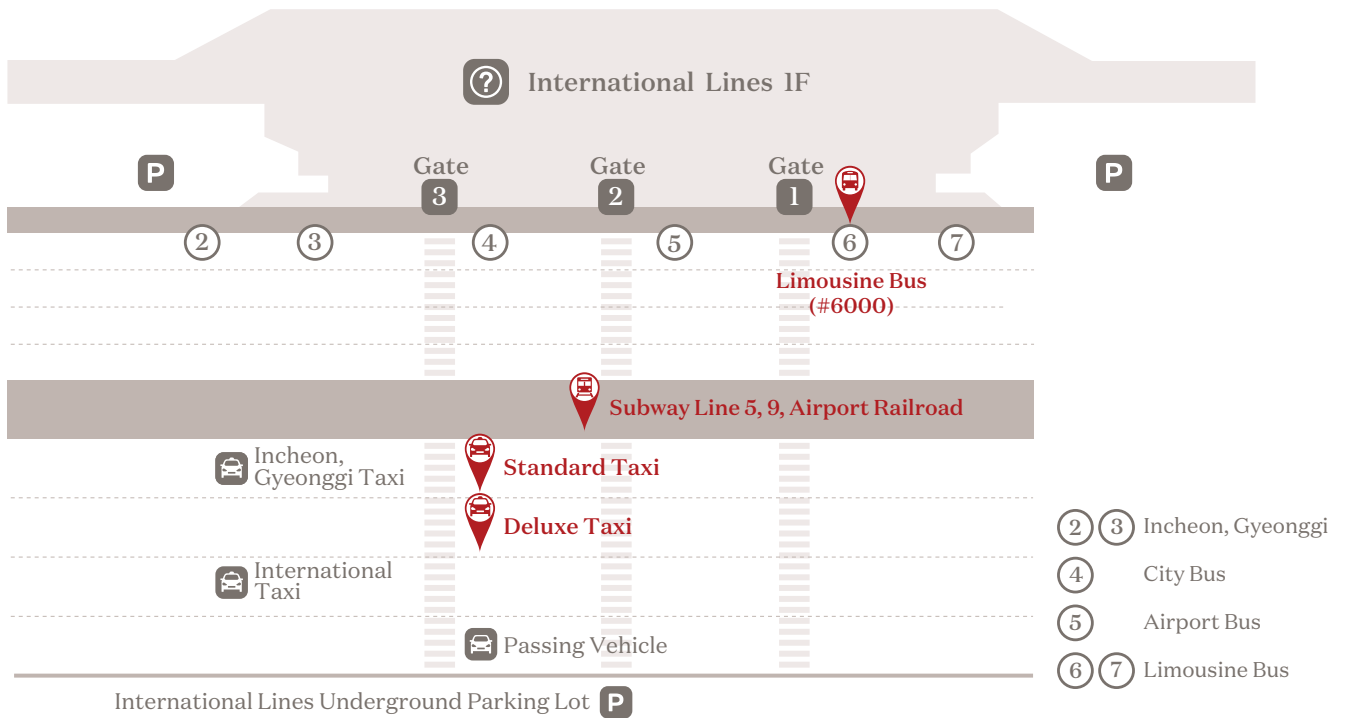 International Lines 1F
P
P
Gate
3
Gate
2
Gate
1
2
3
4
5
6
7
Limousine Bus
(#6000)
Subway Line 5, 9, Airport Railroad
Incheon,
Gyeonggi Taxi
Standard Taxi
Deluxe Taxi
International
Taxi
Passing Vehicle
2 3 Incheon, Gyeonggi
4 City Bus
5 Airport Bus
6 7 Limousine Bus
International Lines Underground Parking Lot P